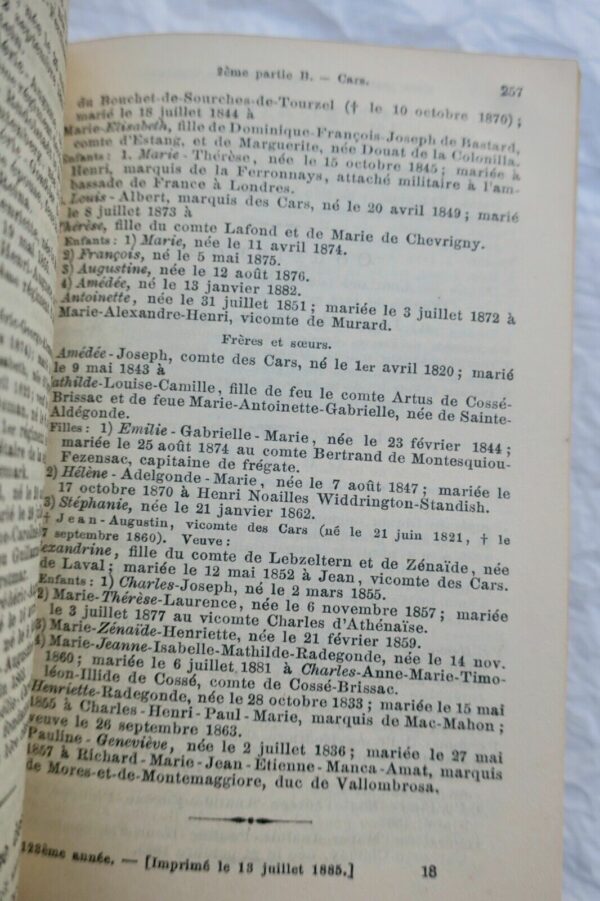 2ème partie B. — Cars. 257
du Bouchet-de-Sourches-de-Tourzel († le 10 octobre 1870);
marié le 18 juillet 1844 à
Marie-Elisabeth, fille de Dominique-François-Joseph de Bastard,
comte d'Estang, et de Marguerite, née Douat de la Colonilla.
Enfants: 1. Marie-Thérèse, née le 15 octobre 1845; mariée à
Henri, marquis de la Ferronnays, attaché militaire à l'am-
bassade de France à Londres.
Louis-Albert, marquis des Cars, né le 20 avril 1849; marié
le 8 juillet 1873 à
Thérèse, fille du comte Lafond et de Marie de Chevrigny.
Enfants: 1) Marie, née le 11 avril 1874.
2) François, né le 5 mai 1875.
3) Augustine, née le 12 août 1876.
4) Amédée, né le 13 janvier 1882.
Antoinette, née le 31 juillet 1851; mariée le 3 juillet 1872 à
Marie-Alexandre-Henri, vicomte de Murard.
Frères et sœurs.
Amédée-Joseph, comte des Cars, né le 1er avril 1820; marié
le 9 mai 1843 à
Mathilde-Louise-Camille, fille de feu le comte Artus de Cossé-
Brissac et de feue Marie-Antoinette-Gabrielle, née de Sainte-
Aldégonde.
Filles: 1) Emilie-Gabrielle-Marie, née le 23 février 1844;
mariée le 25 août 1874 au comte Bertrand de Montesquiou-
Fezensac, capitaine de frégate.
2) Hélène-Adelgonde-Marie, née le 7 août 1847; mariée le
17 octobre 1870 à Henri Noailles Widdrington-Standish.
3) Stéphanie, née le 21 janvier 1862.
† Jean-Augustin, vicomte des Cars (né le 21 juin 1821, † le
7 septembre 1860). Veuve:
exandrine, fille du comte de Lebzeltern et de Zénaïde, née
de Laval; mariée le 12 mai 1852 à Jean, vicomte des Cars.
Enfants: 1) Charles-Joseph, né le 2 mars 1855.
2) Marie-Thérèse-Laurence, née le 6 novembre 1857; mariée
le 3 juillet 1877 au vicomte Charles d'Athénaïse.
3) Marie-Zénaïde-Henriette, née le 21 février 1859.
4) Marie-Jeanne-Isabelle-Mathilde-Radegonde, née le 14 nov.
1860; mariée le 6 juillet 1881 à Charles-Anne-Marie-Timo-
léon-Illide de Cossé, comte de Cossé-Brissac.
Henriette-Radegonde, née le 28 octobre 1833; mariée le 15 mai
1855 à Charles-Henri-Paul-Marie, marquis de Mac-Mahon;
veuve le 26 septembre 1863.
Pauline-Geneviève, née le 2 juillet 1836; mariée le 27 mai
1857 à Richard-Marie-Jean-Etienne-Manca-Amat, marquis
de Mores-et-de-Montemaggiore, duc de Vallombrosa.
123ème année. — [Imprimé le 13 juillet 1885.] 18